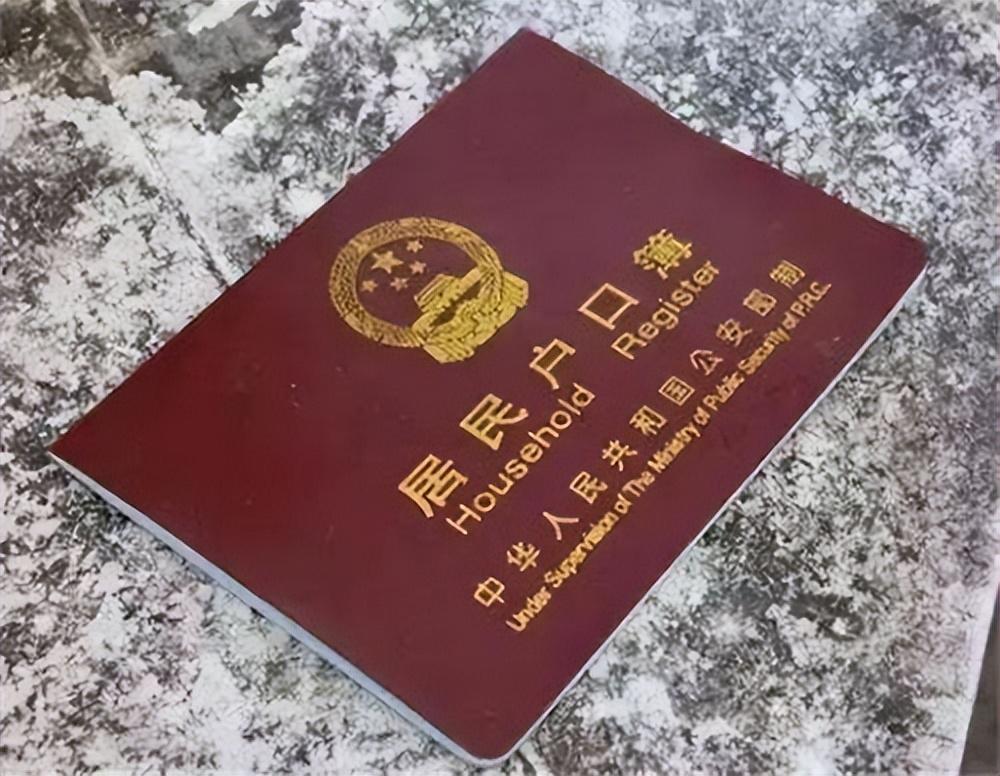 居民户口簿
Household Register
中华人民共和国公安部制
Under Supervision of The Ministry of Public Security of P.R.C.